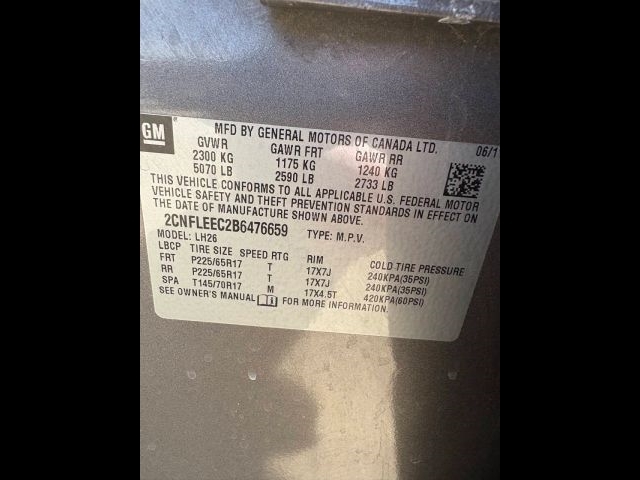 GM
MFD BY GENERAL MOTORS OF CANADA LTD. 06/1
GVWR GAWR FRT GAWR RR
2300 KG 1175 KG 1240 KG
5070 LB 2590 LB 2733 LB
THIS VEHICLE CONFORMS TO ALL APPLICABLE U.S. FEDERAL MOTOR
VEHICLE SAFETY AND THEFT PREVENTION STANDARDS IN EFFECT ON
THE DATE OF MANUFACTURE SHOWN ABOVE.
2CNFLEEC2B6476659 TYPE: M.P.V.
MODEL: LH26
LBCP TIRE SIZE SPEED RTG RIM COLD TIRE PRESSURE
FRT P225/65R17 T 17X7J 240KPA(35PSI)
RR P225/65R17 T 17X7J 240KPA(35PSI)
SPA T145/70R17 M 17X4.5T 420KPA(60PSI)
SEE OWNER'S MANUAL FOR MORE INFORMATION.